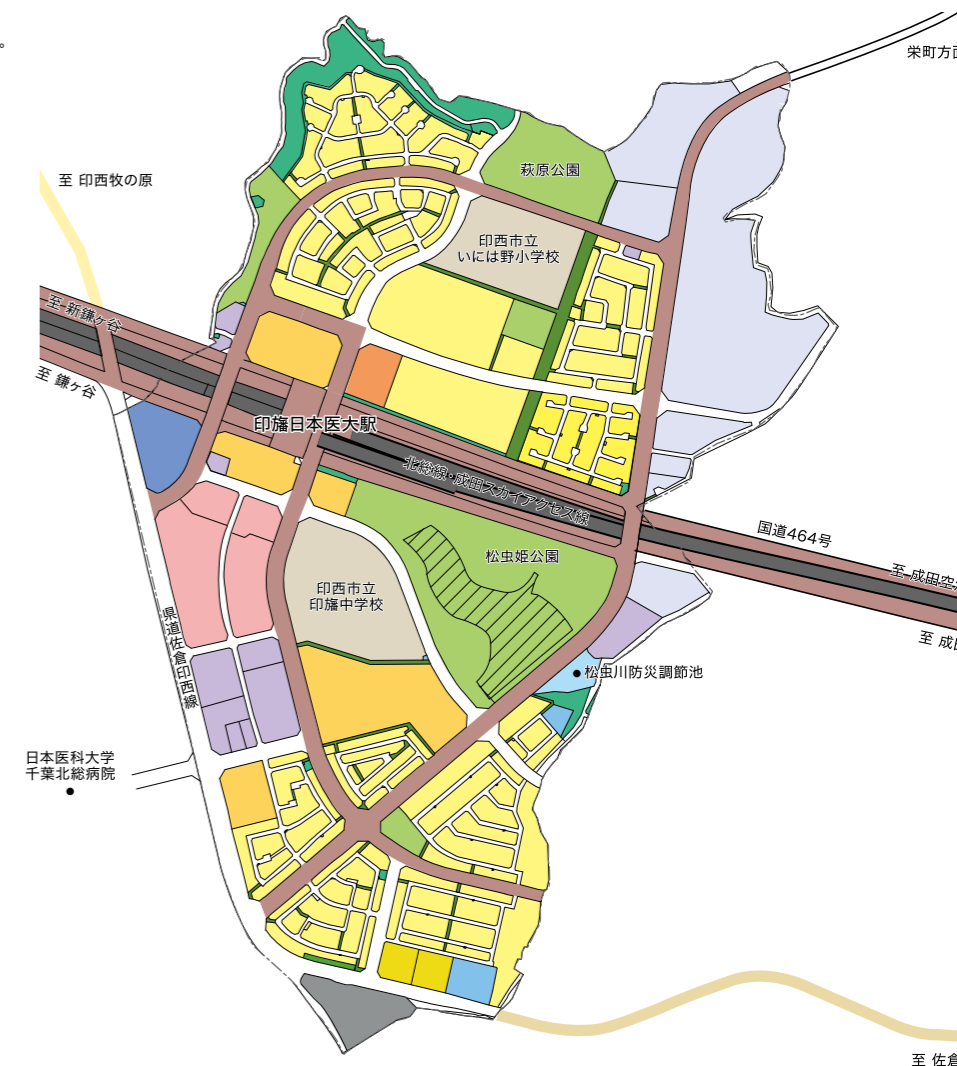 。
栄町方面
至 印西牧の原
萩原公園
印西市立
いには野小学校
至 新鎌ヶ谷
至 鎌ヶ谷
印旛日本医大駅
北総線・成田スカイアクセス線
国道464号
松虫姫公園
至 成田空
至 成
印西市立
印旛中学校
県道佐倉印西線
松虫川防災調節池
日本医科大学
千葉北総病院
至 佐倉